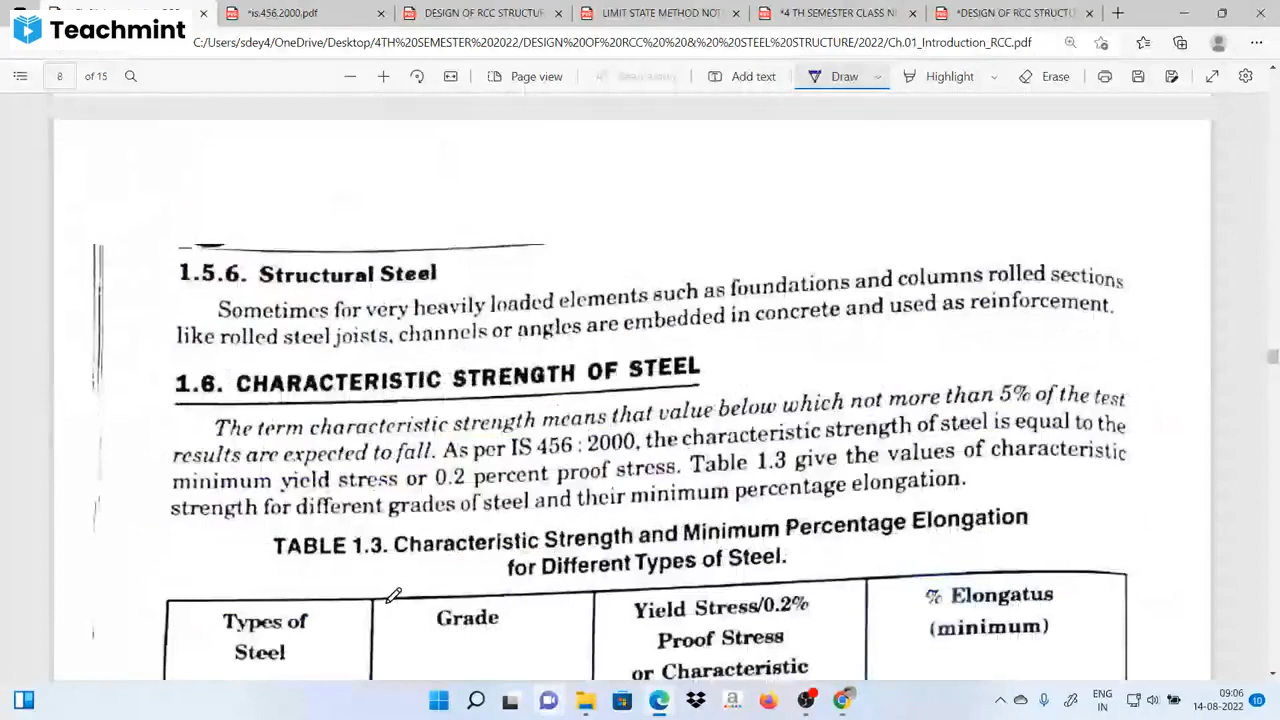 Teachmint
*is.456.2000.pdf
DESIGN OF RCC STRUCTUR
LIMIT STATE METHOD NOT
4 TH SEMESTER RCC DESIGN
*DESIGN OF RCC STRUCTU
C:/Users/sdey4/OneDrive/Desktop/4TH%20SEMESTER%202022/DESIGN%20OF%20RCC%20%20&%20%20STEEL%20STRUCTURE/2022/Ch.01_Introduction_RCC.pdf
8 of 15 Page view Add text Draw Highlight Erase
1.5.6. Structural Steel
Sometimes for very heavily loaded elements such as foundations and columns rolled sections
like rolled steel joists, channels or angles are embedded in concrete and used as reinforcement.
1.6. CHARACTERISTIC STRENGTH OF STEEL
The term characteristic strength means that value below which not more than 5% of the test
results are expected to fall. As per IS 456 : 2000, the characteristic strength of steel is equal to the
minimum yield stress or 0.2 percent proof stress. Table 1.3 give the values of characteristic
strength for different grades of steel and their minimum percentage elongation.
TABLE 1.3. Characteristic Strength and Minimum Percentage Elongation
for Different Types of Steel.
Types of
Steel
Grade
Yield Stress/0.2%
Proof Stress
or Characteristic
% Elongatus
(minimum)
ENG
IN
09:06
14-08-2022
10